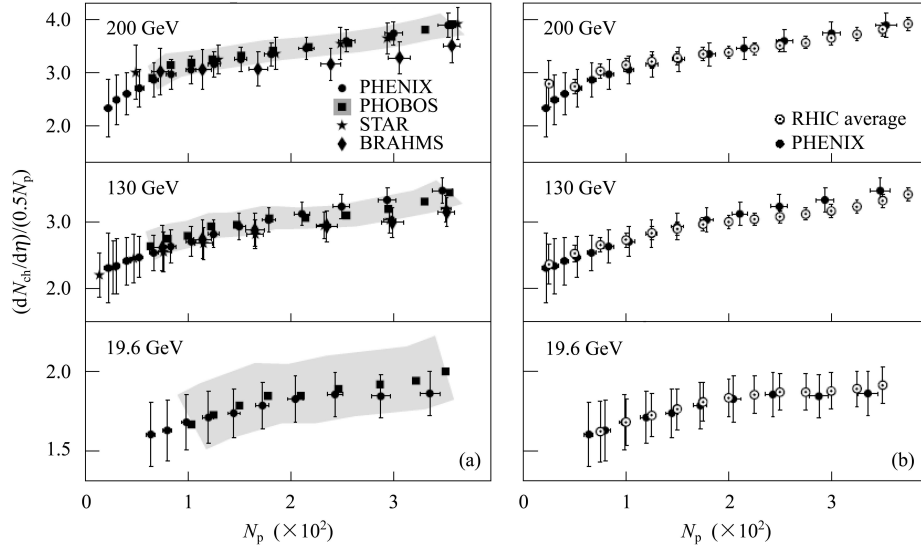 200 GeV
4.0
3.0
2.0
PHENIX
PHOBOS
STAR
BRAHMS
130 GeV
3.0
2.0
19.6 GeV
2.0
1.5
(a)
0 1 2 3
N_p (×10²)
(dN_ch/dη)/(0.5N_p)
200 GeV
RHIC average
PHENIX
130 GeV
19.6 GeV
(b)
0 1 2 3
N_p (×10²)